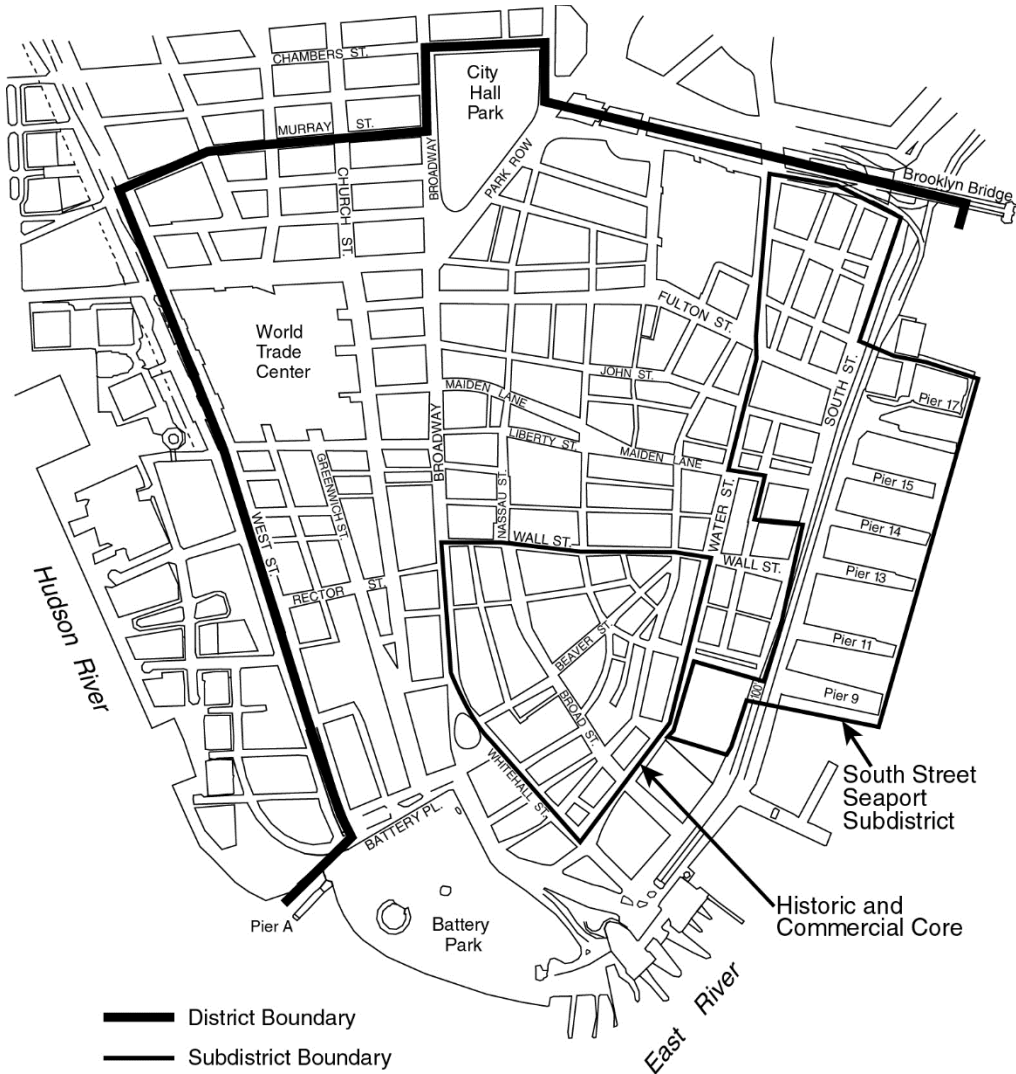 CHAMBERS ST.
City
Hall
Park
MURRAY ST.
BROADWAY
PARK ROW
CHURCH ST.
Brooklyn Bridge
FULTON ST.
World
Trade
Center
JOHN ST.
SOUTH ST.
MAIDEN
LANE
Pier 17
BROADWAY
LIBERTY ST.
MAIDEN LANE
GREENWICH ST.
NASSAU ST.
WATER ST.
Pier 15
WEST ST.
WALL ST.
Pier 14
WALL ST.
Pier 13
RECTOR ST.
Hudson River
BEAVER ST.
Pier 11
BROAD ST.
100'
Pier 9
WHITEHALL ST.
South Street
Seaport
Subdistrict
BATTERY PL.
Pier A
Battery
Park
Historic and
Commercial Core
East River
District Boundary
Subdistrict Boundary